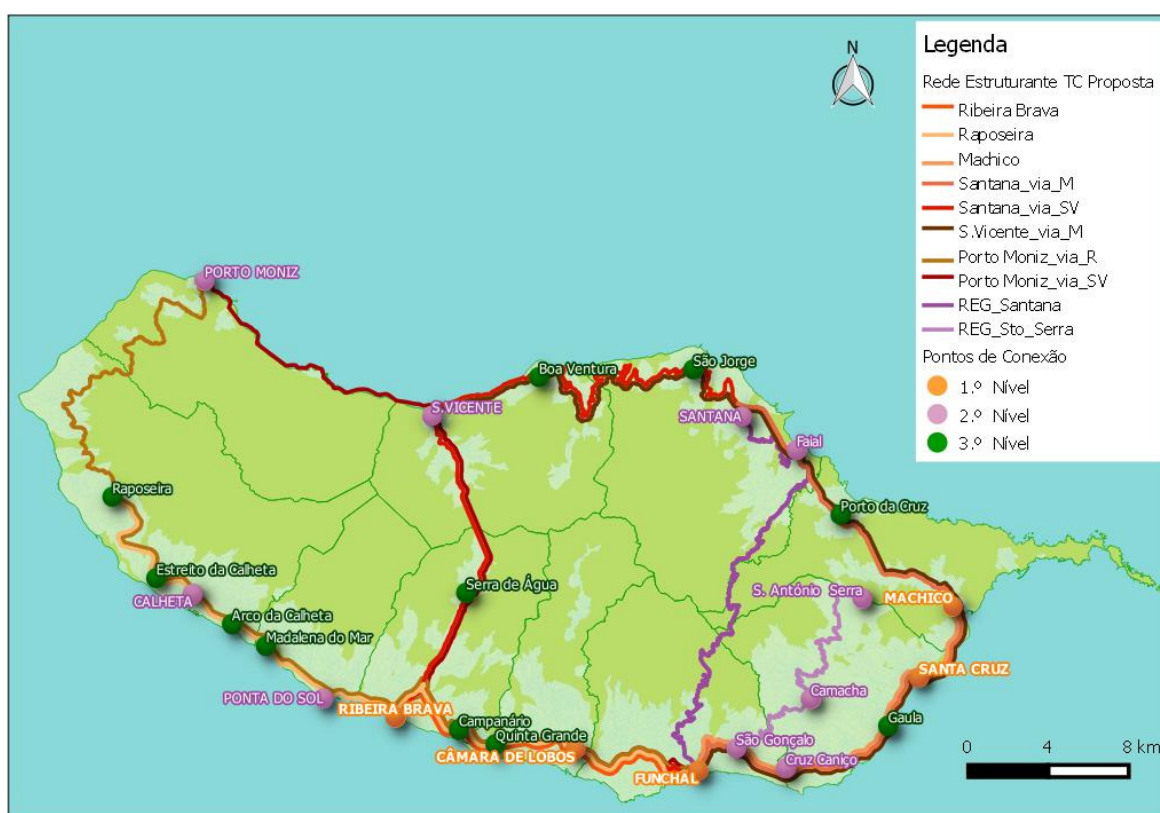 N
Legenda
Rede Estruturante TC Proposta
Ribeira Brava
Raposeira
Machico
Santana_via_M
Santana_via_SV
S.Vicente_via_M
Porto Moniz_via_R
Porto Moniz_via_SV
REG_Santana
REG_Sto_Serra
Pontos de Conexão
1.º Nível
2.º Nível
3.º Nível
PORTO MONIZ
Boa Ventura
São Jorge
S.VICENTE
SANTANA
Faial
Raposeira
Porto da Cruz
Estreito da Calheta
Serra de Água
CALHETA
S. António Serra
MACHICO
Arco da Calheta
Madalena do Mar
SANTA CRUZ
PONTA DO SOL
Camacha
RIBEIRA BRAVA
Campanário
Gaula
Quinta Grande
São Gonçalo
CÂMARA DE LOBOS
Cruz Caniço
FUNCHAL
0 4 8 km